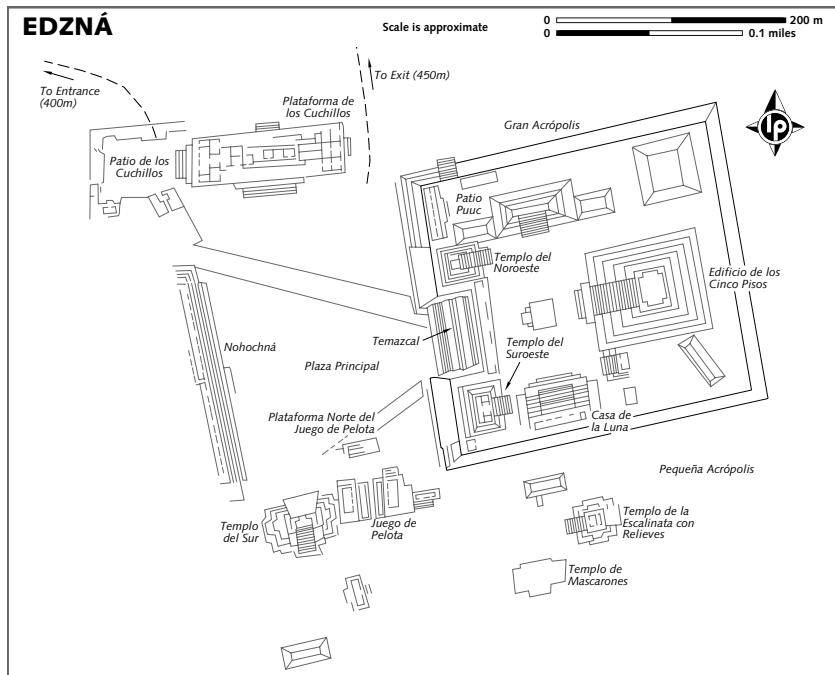 EDZNÁ
Scale is approximate
0 200 m
0 0.1 miles
To Entrance
(400m)
To Exit (450m)
Plataforma de
los Cuchillos
Gran Acrópolis
lp
Patio de los
Cuchillos
Patio
Puuc
Templo del
Noroeste
Edificio de los
Cinco Pisos
Temazcal
Nohochná
Templo del
Suroeste
Plaza Principal
Plataforma Norte del
Juego de Pelota
Casa de
la Luna
Pequeña Acrópolis
Templo
del Sur
Juego de
Pelota
Templo de la
Escalinata con
Relieves
Templo de
Mascarones